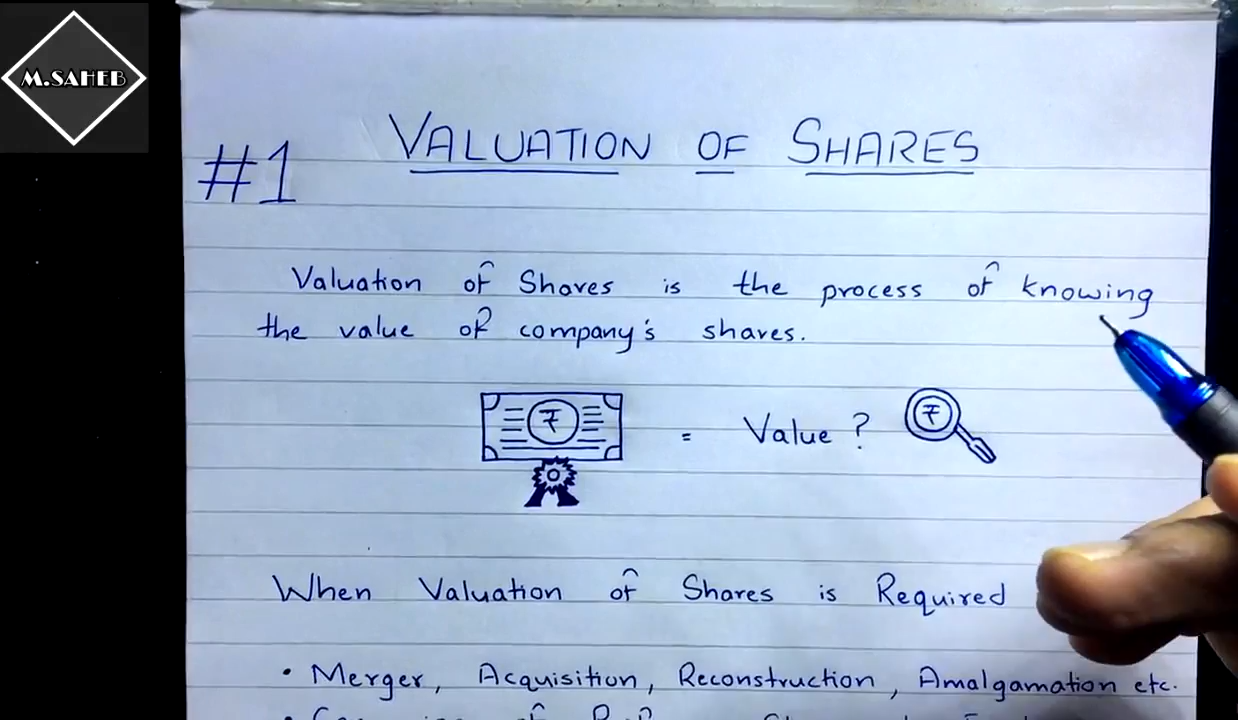 M.SAHEB
#1
VALUATION OF SHARES
Valuation of Shares is the process of knowing
the value of company's shares.
₹ = Value ? ₹
When Valuation of Shares is Required
• Merger, Acquisition, Reconstruction, Amalgamation etc.